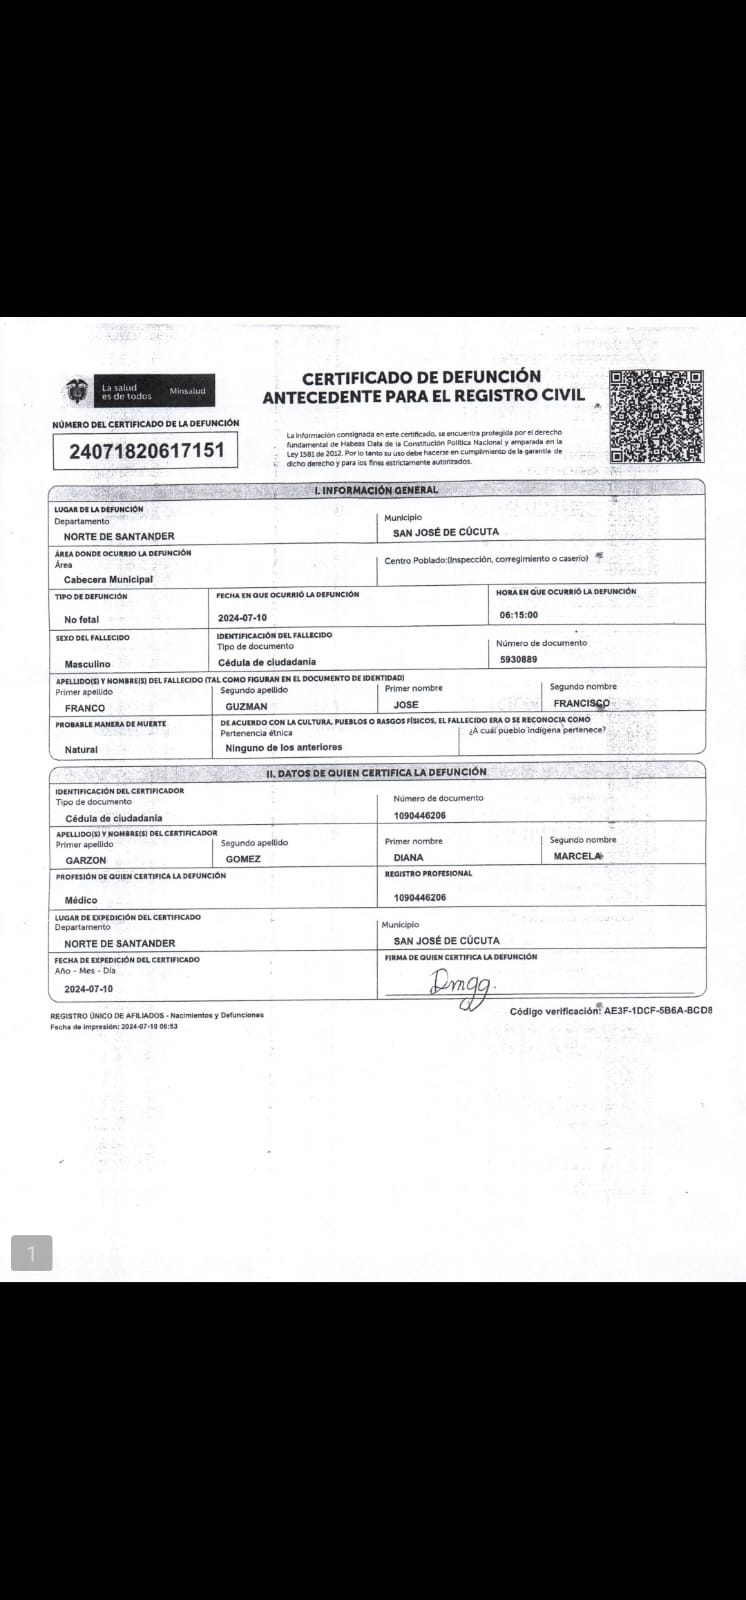 La salud
es de todos
Minsalud
CERTIFICADO DE DEFUNCIÓN
ANTECEDENTE PARA EL REGISTRO CIVIL
NÚMERO DEL CERTIFICADO DE LA DEFUNCIÓN
24071820617151
La información consignada en este certificado, se encuentra protegida por el derecho
fundamental de Habeas Data de la Constitución Política Nacional y amparada en la
Ley 1581 de 2012. Por lo tanto su uso debe hacerse en cumplimiento de la garantía de
dicho derecho y para los fines estrictamente autorizados.
I. INFORMACIÓN GENERAL
LUGAR DE LA DEFUNCIÓN
Departamento
Municipio
NORTE DE SANTANDER
SAN JOSÉ DE CÚCUTA
ÁREA DONDE OCURRIO LA DEFUNCIÓN
Área
Centro Poblado:(Inspección, corregimiento o caserío)
Cabecera Municipal
TIPO DE DEFUNCIÓN
FECHA EN QUE OCURRIÓ LA DEFUNCIÓN
HORA EN QUE OCURRIÓ LA DEFUNCIÓN
No fetal
2024-07-10
06:15:00
SEXO DEL FALLECIDO
IDENTIFICACIÓN DEL FALLECIDO
Tipo de documento
Número de documento
Masculino
Cédula de ciudadanía
5930889
APELLIDO(S) Y NOMBRE(S) DEL FALLECIDO (TAL COMO FIGURAN EN EL DOCUMENTO DE IDENTIDAD)
Primer apellido
Segundo apellido
Primer nombre
Segundo nombre
FRANCO
GUZMAN
JOSE
FRANCISCO
PROBABLE MANERA DE MUERTE
DE ACUERDO CON LA CULTURA, PUEBLOS O RASGOS FÍSICOS, EL FALLECIDO ERA O SE RECONOCIA COMO
Pertenencia étnica
¿A cuál pueblo indígena pertenece?
Natural
Ninguno de los anteriores
II. DATOS DE QUIEN CERTIFICA LA DEFUNCIÓN
IDENTIFICACIÓN DEL CERTIFICADOR
Tipo de documento
Número de documento
Cédula de ciudadanía
1090446206
APELLIDO(S) Y NOMBRE(S) DEL CERTIFICADOR
Primer apellido
Segundo apellido
Primer nombre
Segundo nombre
GARZON
GOMEZ
DIANA
MARCELA
PROFESIÓN DE QUIEN CERTIFICA LA DEFUNCIÓN
REGISTRO PROFESIONAL
Médico
1090446206
LUGAR DE EXPEDICIÓN DEL CERTIFICADO
Departamento
Municipio
NORTE DE SANTANDER
SAN JOSÉ DE CÚCUTA
FECHA DE EXPEDICIÓN DEL CERTIFICADO
Año - Mes - Día
FIRMA DE QUIEN CERTIFICA LA DEFUNCIÓN
2024-07-10
Dmgg.
REGISTRO ÚNICO DE AFILIADOS - Nacimientos y Defunciones
Fecha de impresión: 2024-07-10 06:53
Código verificación: AE3F-1DCF-5B6A-BCD8
1